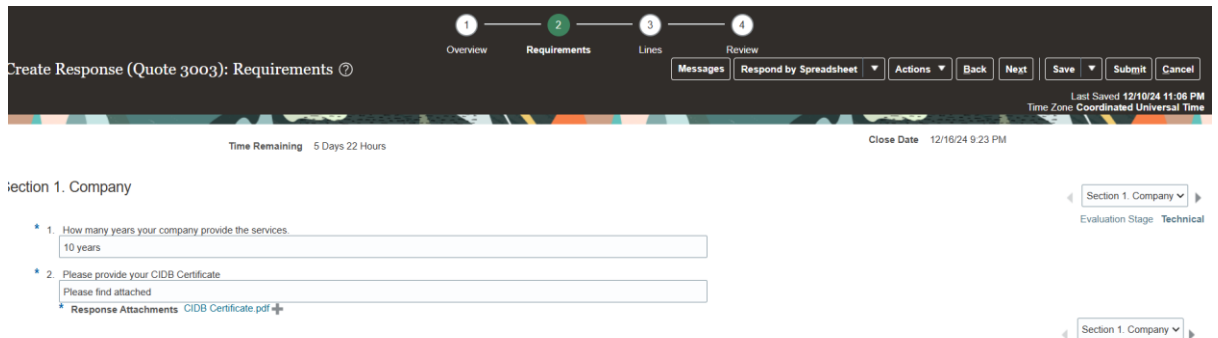 1 2 3 4
Overview Requirements Lines Review
Create Response (Quote 3003): Requirements ?
Messages Respond by Spreadsheet Actions Back Next Save Submit Cancel
Last Saved 12/10/24 11:06 PM
Time Zone Coordinated Universal Time
Time Remaining 5 Days 22 Hours Close Date 12/16/24 9:23 PM
Section 1. Company
Section 1. Company
Evaluation Stage Technical
* 1. How many years your company provide the services.
10 years
* 2. Please provide your CIDB Certificate
Please find attached
* Response Attachments CIDB Certificate.pdf
Section 1. Company